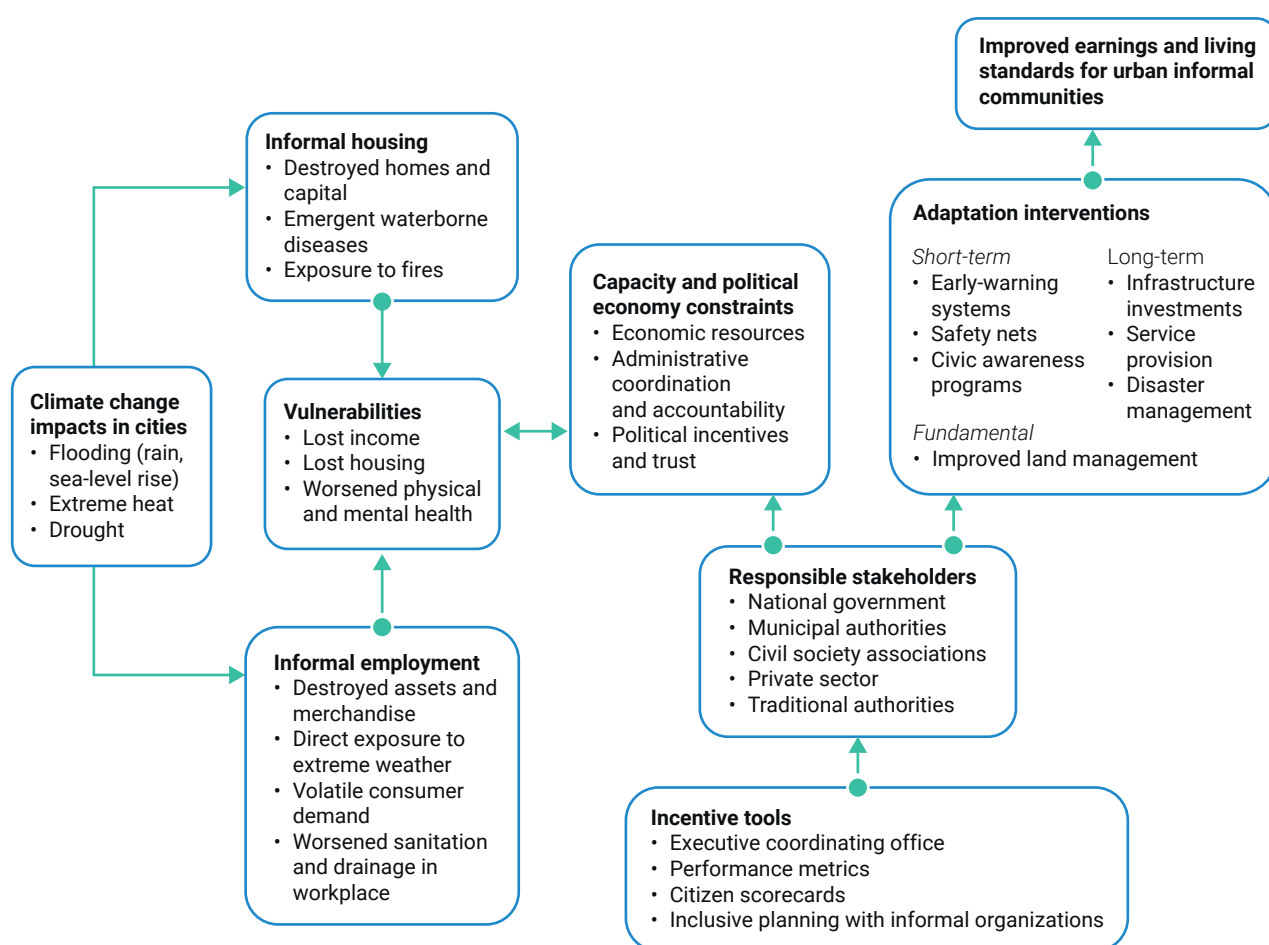 Improved earnings and living
standards for urban informal
communities
Informal housing
• Destroyed homes and
capital
• Emergent waterborne
diseases
• Exposure to fires
Adaptation interventions
Short-term
• Early-warning
systems
• Safety nets
• Civic awareness
programs
Long-term
• Infrastructure
investments
• Service
provision
• Disaster
management
Fundamental
• Improved land management
Capacity and political
economy constraints
• Economic resources
• Administrative
coordination
and accountability
• Political incentives
and trust
Climate change
impacts in cities
• Flooding (rain,
sea-level rise)
• Extreme heat
• Drought
Vulnerabilities
• Lost income
• Lost housing
• Worsened physical
and mental health
Responsible stakeholders
• National government
• Municipal authorities
• Civil society associations
• Private sector
• Traditional authorities
Informal employment
• Destroyed assets and
merchandise
• Direct exposure to
extreme weather
• Volatile consumer
demand
• Worsened sanitation
and drainage in
workplace
Incentive tools
• Executive coordinating office
• Performance metrics
• Citizen scorecards
• Inclusive planning with informal organizations